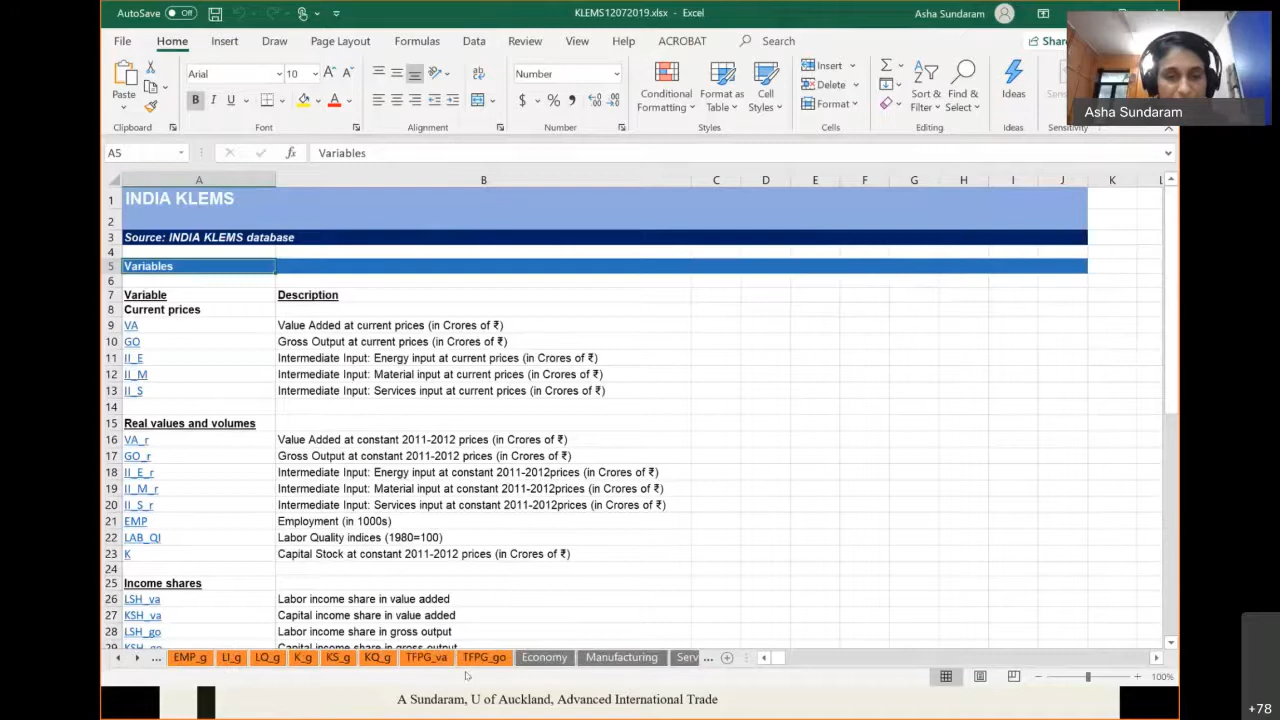 AutoSave Off KLEMS12072019.xlsx - Excel Asha Sundaram
File Home Insert Draw Page Layout Formulas Data Review View Help ACROBAT Search Share
Paste Arial 10 A A Number Conditional Formatting Format as Table Cell Styles Insert Delete Format Sort & Filter Find & Select Ideas
B I U A $ % ,
Clipboard Font Alignment Number Styles Cells Editing Ideas Sensitivity
Asha Sundaram
A5 fx Variables
A B C D E F G H I J K L
1 INDIA KLEMS
2
3 Source: INDIA KLEMS database
4
5 Variables
6
7 Variable Description
8 Current prices
9 VA Value Added at current prices (in Crores of ₹)
10 GO Gross Output at current prices (in Crores of ₹)
11 II_E Intermediate Input: Energy input at current prices (in Crores of ₹)
12 II_M Intermediate Input: Material input at current prices (in Crores of ₹)
13 II_S Intermediate Input: Services input at current prices (in Crores of ₹)
14
15 Real values and volumes
16 VA_r Value Added at constant 2011-2012 prices (in Crores of ₹)
17 GO_r Gross Output at constant 2011-2012 prices (in Crores of ₹)
18 II_E_r Intermediate Input: Energy input at constant 2011-2012prices (in Crores of ₹)
19 II_M_r Intermediate Input: Material input at constant 2011-2012prices (in Crores of ₹)
20 II_S_r Intermediate Input: Services input at constant 2011-2012prices (in Crores of ₹)
21 EMP Employment (in 1000s)
22 LAB_QI Labor Quality indices (1980=100)
23 K Capital Stock at constant 2011-2012 prices (in Crores of ₹)
24
25 Income shares
26 LSH_va Labor income share in value added
27 KSH_va Capital income share in value added
28 LSH_go Labor income share in gross output
29 KSH_go Capital income share in gross output
... EMP_g LI_g LQ_g K_g KS_g KQ_g TFPG_va TFPG_go Economy Manufacturing Serv ...
100%
A Sundaram, U of Auckland, Advanced International Trade
+78